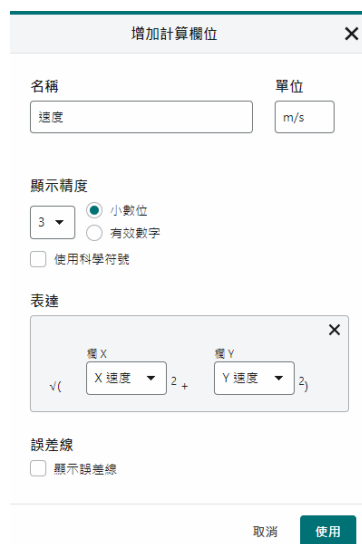 增加計算欄位
名稱 單位
速度 m/s
顯示精度
3 小數位
有效數字
使用科學符號
表達
欄 X 欄 Y
√( X 速度 2 + Y 速度 2)
誤差線
顯示誤差線
取消 使用